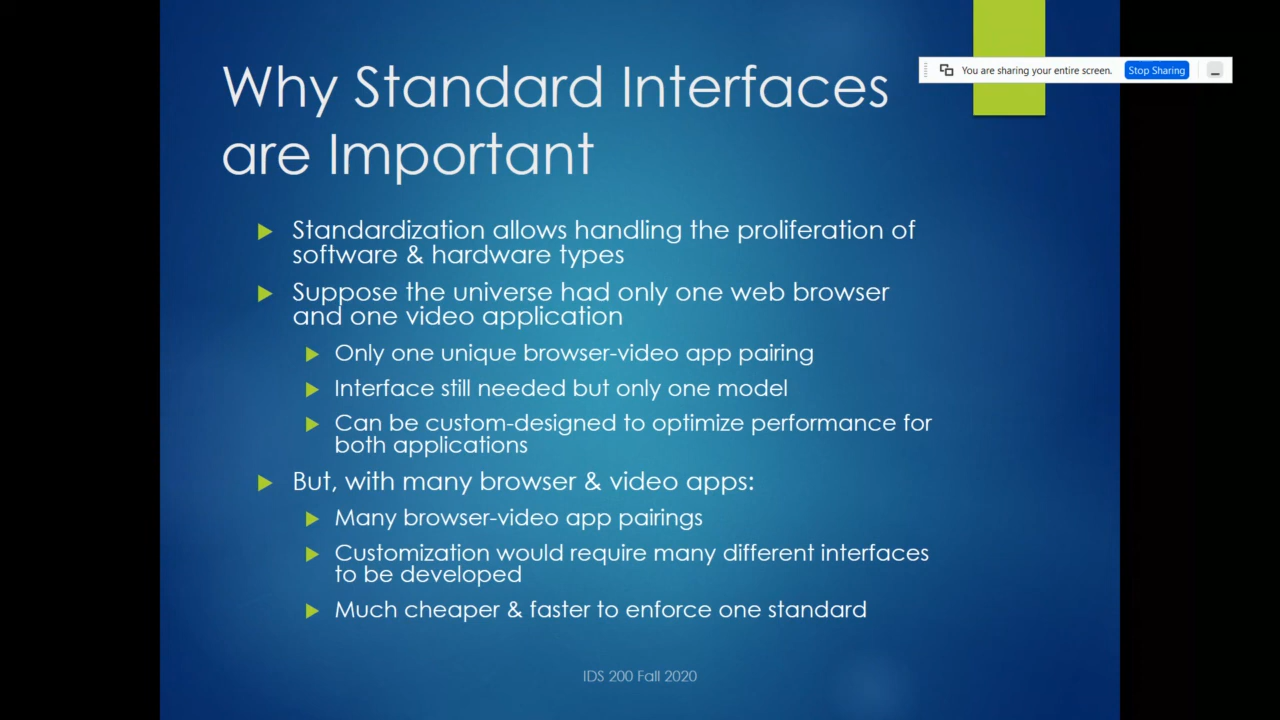 Why Standard Interfaces
are Important
You are sharing your entire screen.
Stop Sharing
Standardization allows handling the proliferation of
software & hardware types
Suppose the universe had only one web browser
and one video application
Only one unique browser-video app pairing
Interface still needed but only one model
Can be custom-designed to optimize performance for
both applications
But, with many browser & video apps:
Many browser-video app pairings
Customization would require many different interfaces
to be developed
Much cheaper & faster to enforce one standard
IDS 200 Fall 2020